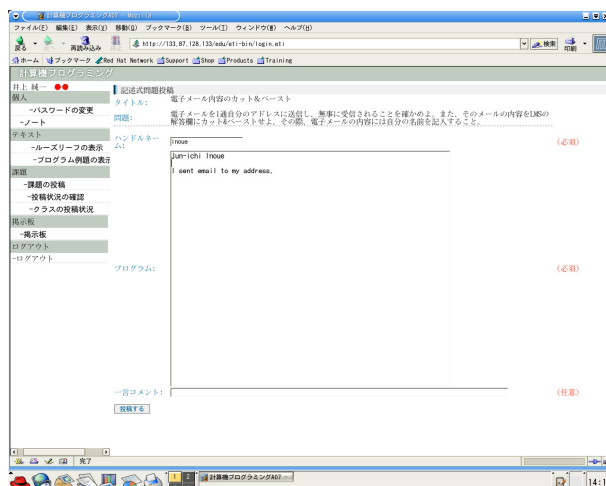 計算機プログラミングA07 - Mozilla
ファイル(F) 編集(E) 表示(V) 移動(G) ブックマーク(B) ツール(T) ウィンドウ(W) ヘルプ(H)
戻る 再読み込み http://133.87.128.133/edu/eti-bin/login.eti 検索 印刷
ホーム ブックマーク Red Hat Network Support Shop Products Training
計算機プログラミング
井上 純一
個人
-パスワードの変更
-ノート
テキスト
-ルーズリーフの表示
-プログラム例題の表示
課題
-課題の投稿
-投稿状況の確認
-クラスの投稿状況
掲示板
-掲示板
ログアウト
-ログアウト
記述式問題投稿
タイトル: 電子メール内容のカット&ペースト
問題: 電子メールを1通自分のアドレスに送信し、無事に受信されることを確かめよ。また、そのメールの内容をLMSの
解答欄にカット&ペーストせよ。その際、電子メールの内容には自分の名前を記入すること。
ハンドルネーム: inoue (必須)
Jun-ichi Inoue
I sent email to my address.
プログラム: (必須)
一言コメント: (任意)
投稿する
完了
1 2 計算機プログラミングA07 - 14:1